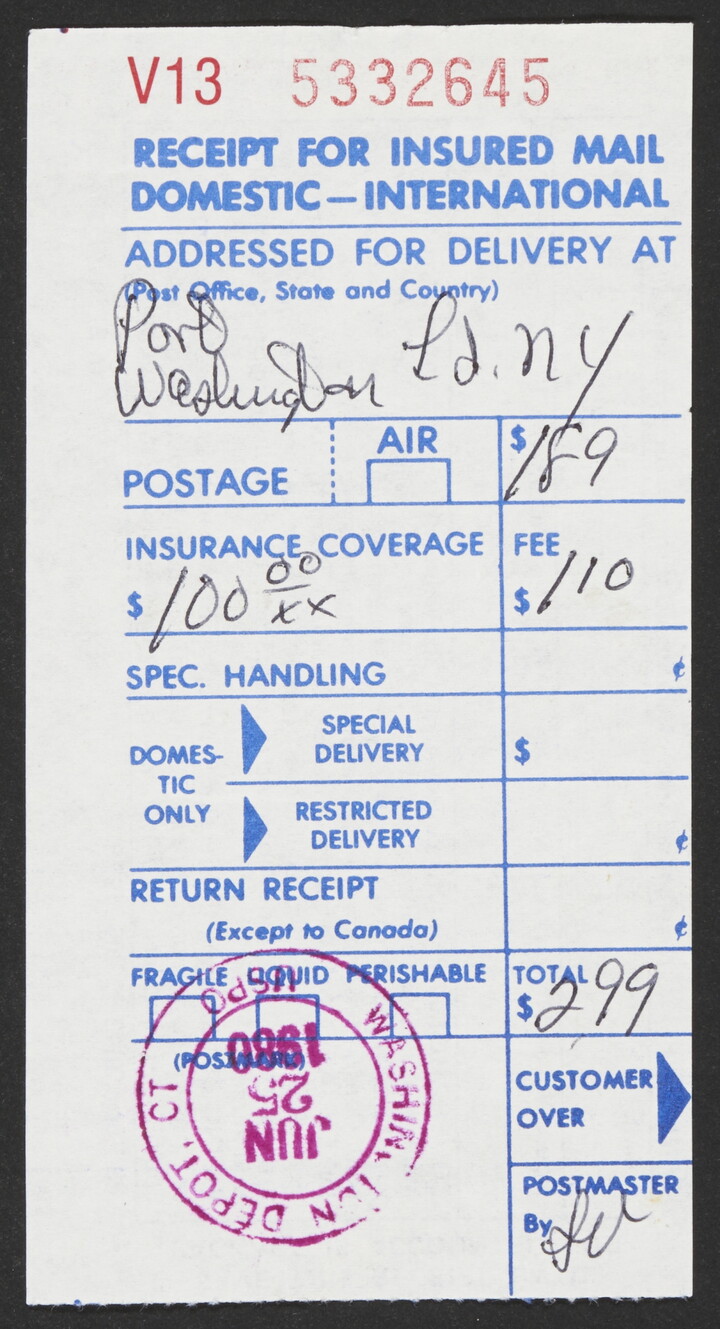 V13 5332645
RECEIPT FOR INSURED MAIL
DOMESTIC—INTERNATIONAL
ADDRESSED FOR DELIVERY AT
(Post Office, State and Country)
Port
Washington Ld. NY
AIR
POSTAGE
$ 189
INSURANCE COVERAGE
$ 100 00/xx
FEE
$ 110
SPEC. HANDLING
¢
DOMES-
TIC
ONLY
SPECIAL
DELIVERY
$
RESTRICTED
DELIVERY
¢
RETURN RECEIPT
(Except to Canada)
¢
FRAGILE LIQUID PERISHABLE
TOTAL
$ 299
(POSTMARK)
WASHINGTON DEPOT, CT
USPO
JUN
25
1980
CUSTOMER
OVER
POSTMASTER
By